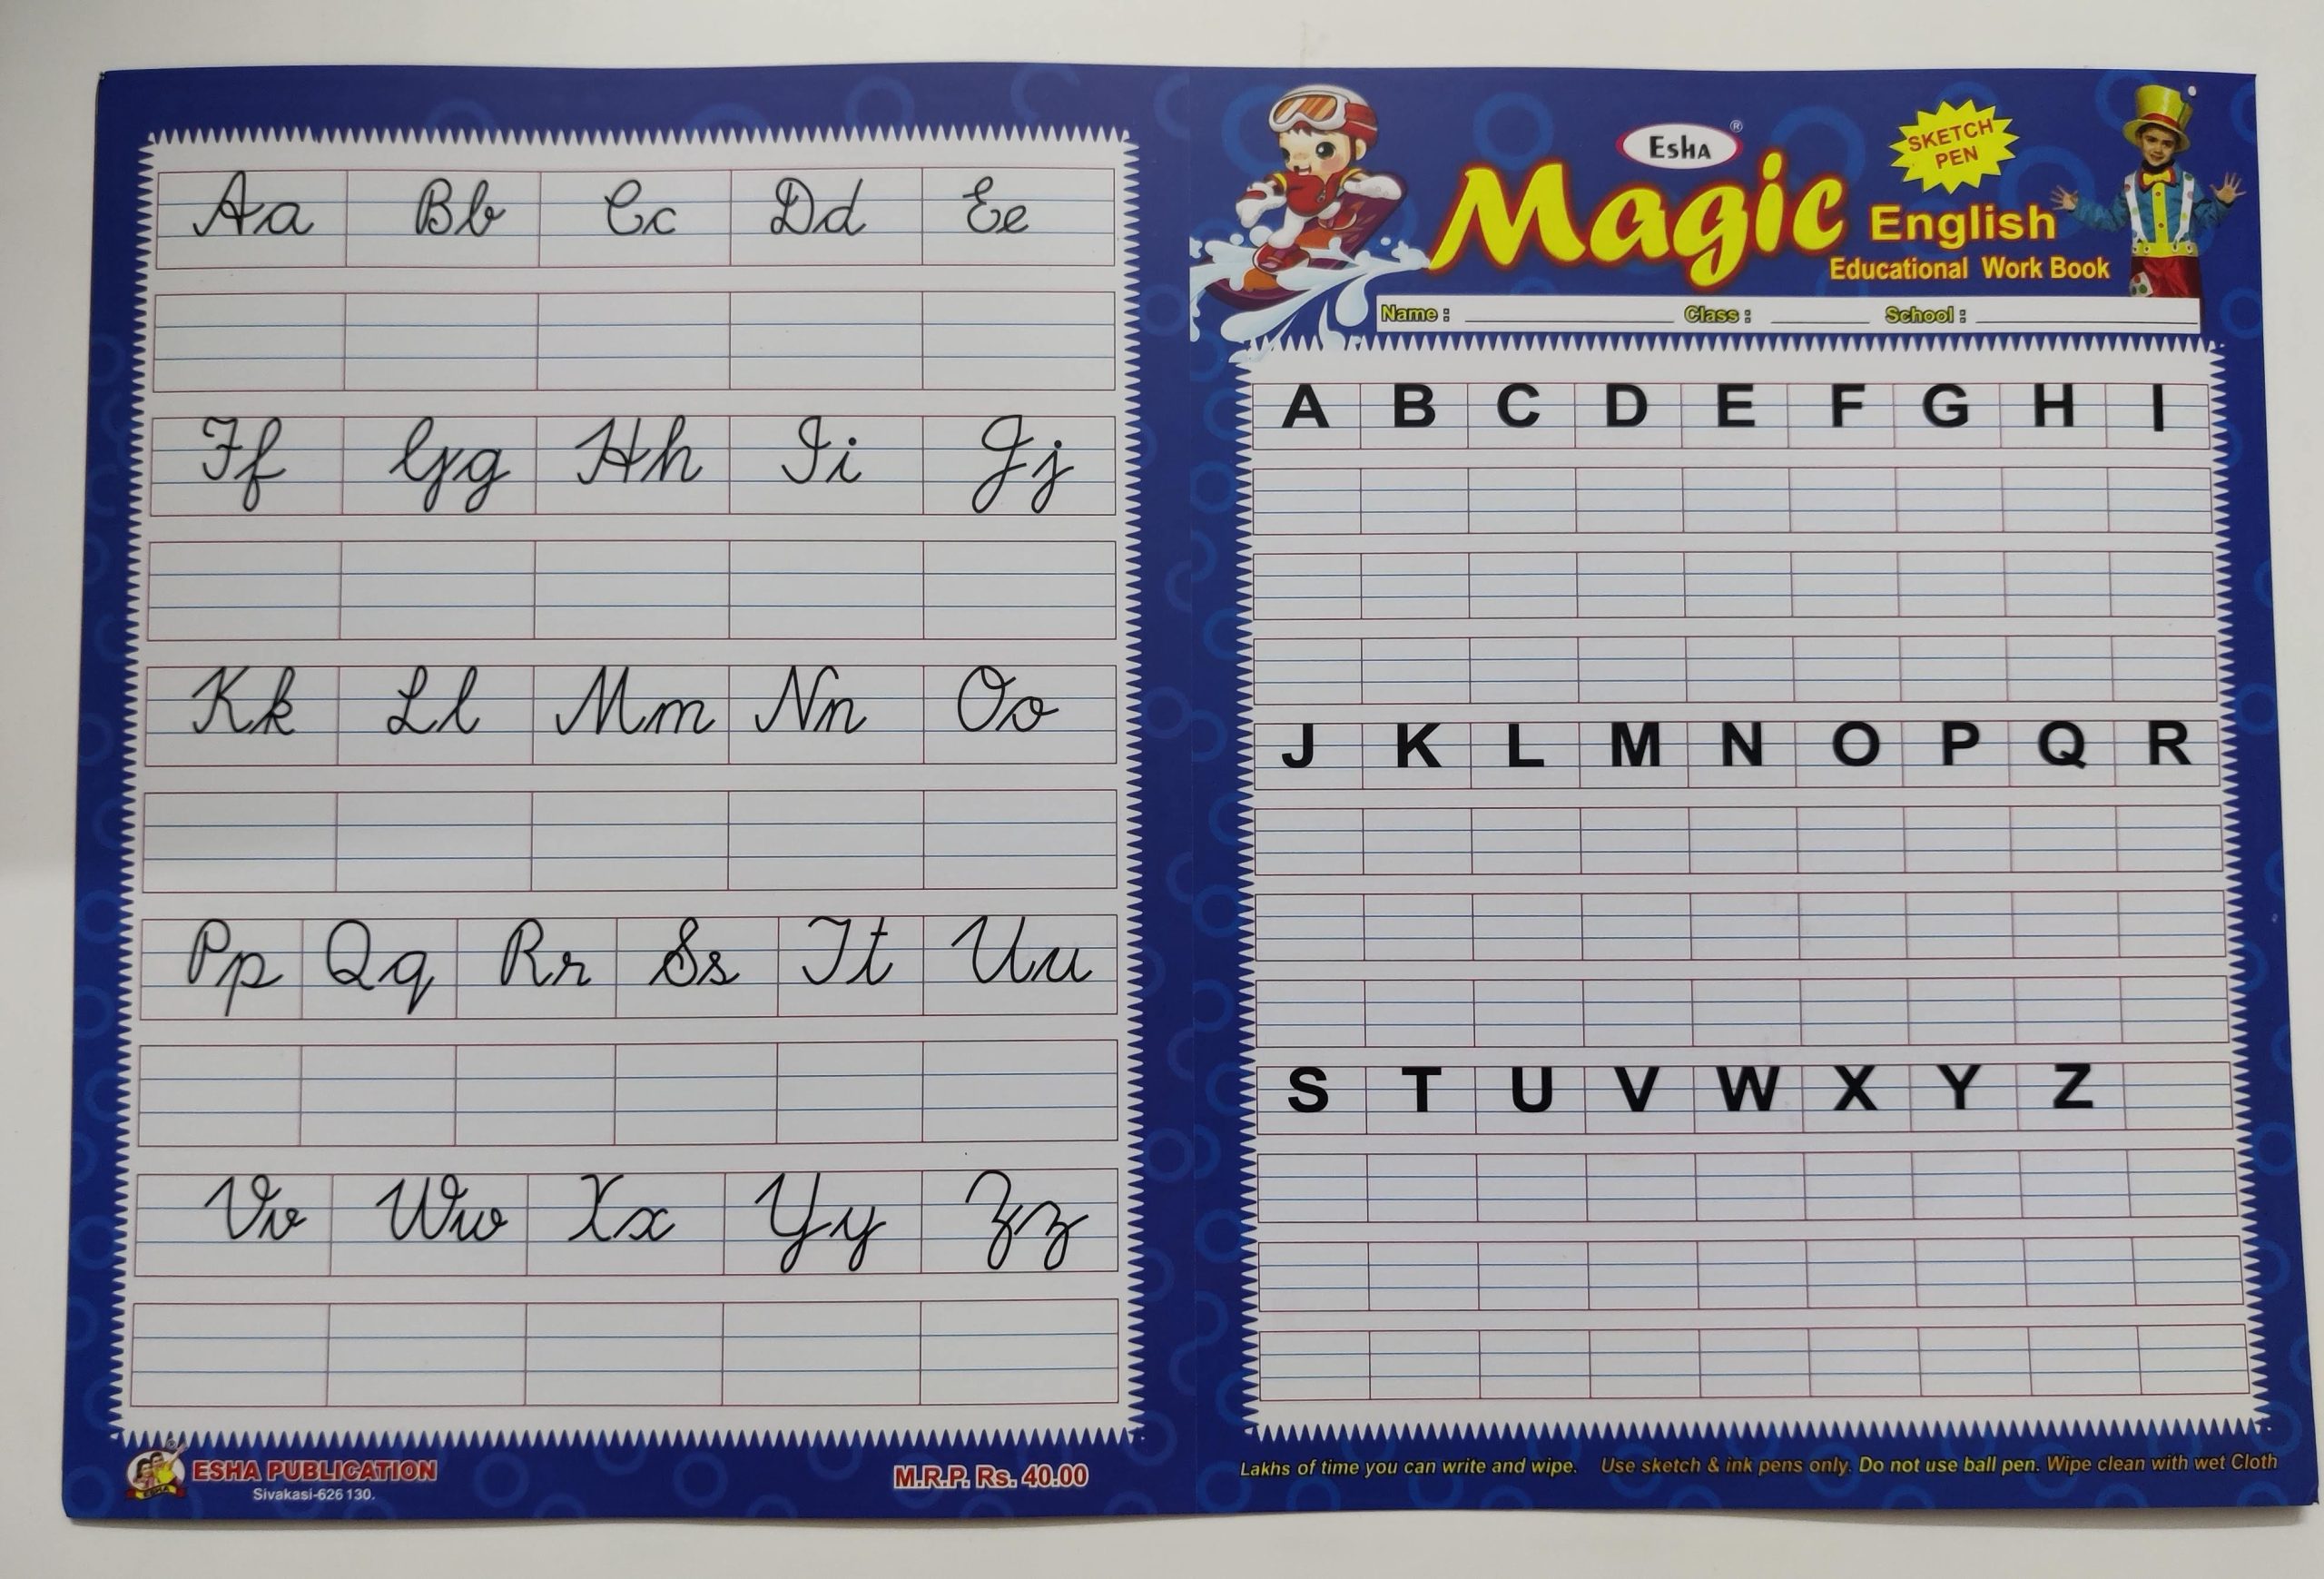 Aa Bb Cc Dd Ee
Ff Gg Hh Ii Jj
Kk Ll Mm Nn Oo
Pp Qq Rr Ss Tt Uu
Vv Ww Xx Yy Zz
ESHA PUBLICATION
Sivakasi-626 130.
M.R.P. Rs. 40.00
EsHA ®
SKETCH
PEN
Magic English
Educational Work Book
Name : Class : School :
A B C D E F G H I
J K L M N O P Q R
S T U V W X Y Z
Lakhs of time you can write and wipe. Use sketch & ink pens only. Do not use ball pen. Wipe clean with wet Cloth